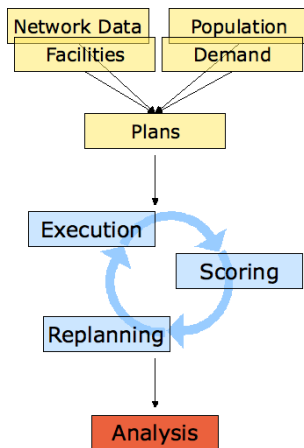 Network Data
Population
Facilities
Demand
Plans
Execution
Scoring
Replanning
Analysis